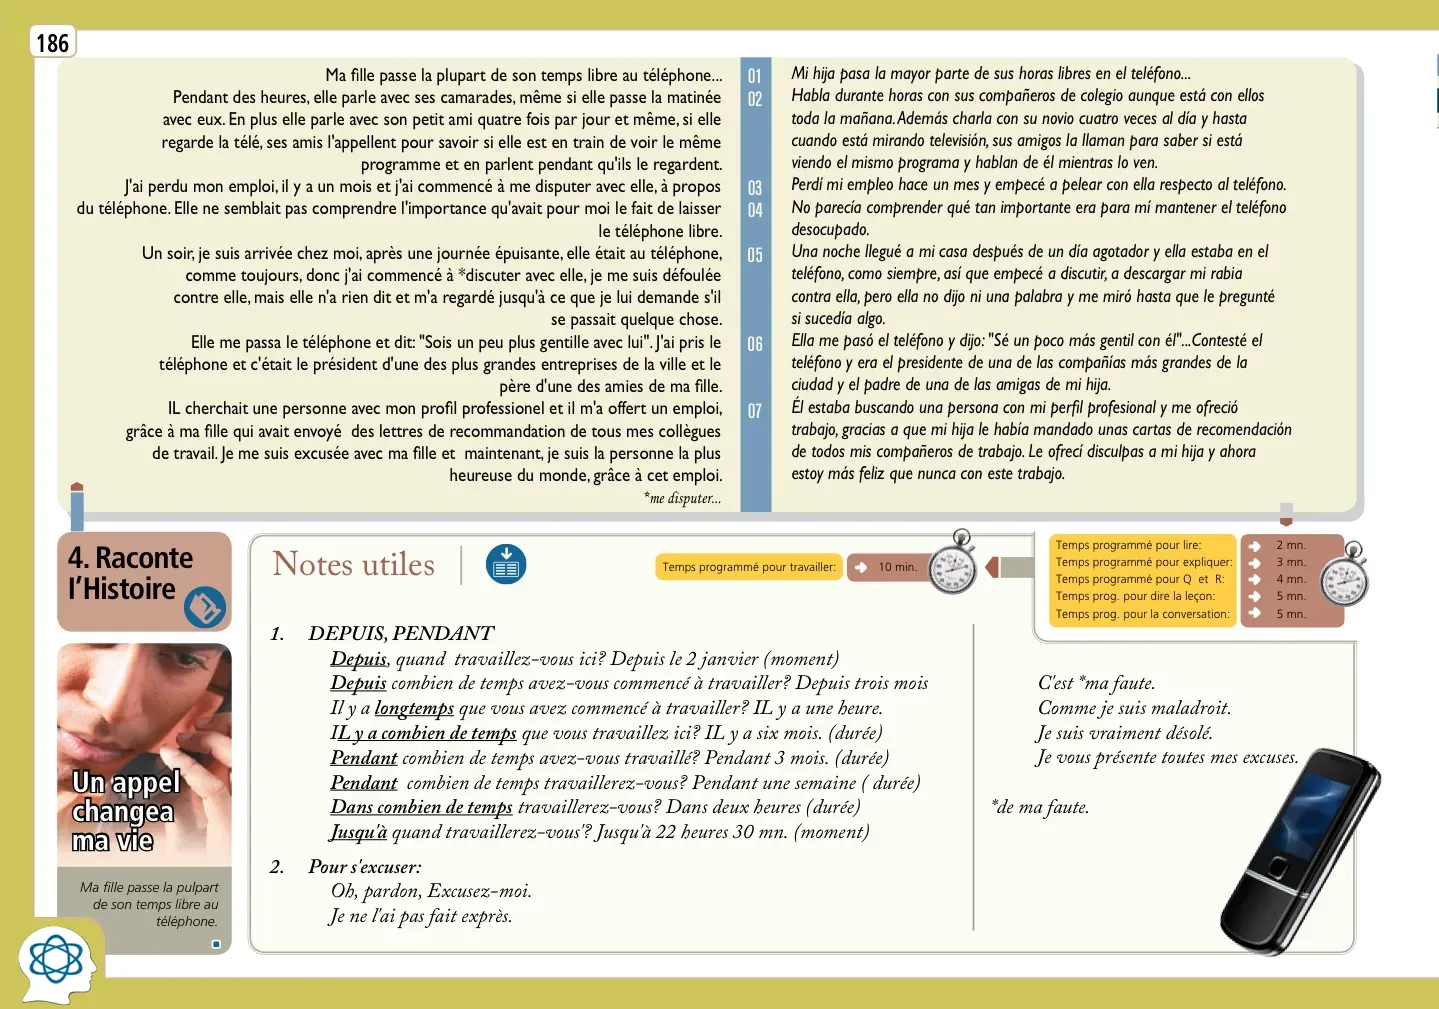 186
Ma fille passe la plupart de son temps libre au téléphone...
Pendant des heures, elle parle avec ses camarades, même si elle passe la matinée
avec eux. En plus elle parle avec son petit ami quatre fois par jour et même, si elle
regarde la télé, ses amis l'appellent pour savoir si elle est en train de voir le même
programme et en parlent pendant qu'ils le regardent.
J'ai perdu mon emploi, il y a un mois et j'ai commencé à me disputer avec elle, à propos
du téléphone. Elle ne semblait pas comprendre l'importance qu'avait pour moi le fait de laisser
le téléphone libre.
Un soir, je suis arrivée chez moi, après une journée épuisante, elle était au téléphone,
comme toujours, donc j'ai commencé à *discuter avec elle, je me suis défoulée
contre elle, mais elle n'a rien dit et m'a regardé jusqu'à ce que je lui demande s'il
se passait quelque chose.
Elle me passa le téléphone et dit: "Sois un peu plus gentille avec lui". J'ai pris le
téléphone et c'était le président d'une des plus grandes entreprises de la ville et le
père d'une des amies de ma fille.
IL cherchait une personne avec mon profil professionel et il m'a offert un emploi,
grâce à ma fille qui avait envoyé des lettres de recommandation de tous mes collègues
de travail. Je me suis excusée avec ma fille et maintenant, je suis la personne la plus
heureuse du monde, grâce à cet emploi.
*me disputer...
01
02
03
04
05
06
07
Mi hija pasa la mayor parte de sus horas libres en el teléfono...
Habla durante horas con sus compañeros de colegio aunque está con ellos
toda la mañana. Además charla con su novio cuatro veces al día y hasta
cuando está mirando televisión, sus amigos la llaman para saber si está
viendo el mismo programa y hablan de él mientras lo ven.
Perdí mi empleo hace un mes y empecé a pelear con ella respecto al teléfono.
No parecía comprender qué tan importante era para mí mantener el teléfono
desocupado.
Una noche llegué a mi casa después de un día agotador y ella estaba en el
teléfono, como siempre, así que empecé a discutir, a descargar mi rabia
contra ella, pero ella no dijo ni una palabra y me miró hasta que le pregunté
si sucedía algo.
Ella me pasó el teléfono y dijo: "Sé un poco más gentil con él"...Contesté el
teléfono y era el presidente de una de las compañías más grandes de la
ciudad y el padre de una de las amigas de mi hija.
Él estaba buscando una persona con mi perfil profesional y me ofreció
trabajo, gracias a que mi hija le había mandado unas cartas de recomendación
de todos mis compañeros de trabajo. Le ofrecí disculpas a mi hija y ahora
estoy más feliz que nunca con este trabajo.
4. Raconte
l'Histoire
Un appel
changea
ma vie
Ma fille passe la pulpart
de son temps libre au
téléphone.
Notes utiles
Temps programmé pour travailler:
10 min.
Temps programmé pour lire: 2 mn.
Temps programmé pour expliquer: 3 mn.
Temps programmé pour Q et R: 4 mn.
Temps prog. pour dire la leçon: 5 mn.
Temps prog. pour la conversation: 5 mn.
1. DEPUIS, PENDANT
Depuis, quand travaillez-vous ici? Depuis le 2 janvier (moment)
Depuis combien de temps avez-vous commencé à travailler? Depuis trois mois
Il y a longtemps que vous avez commencé à travailler? IL y a une heure.
IL y a combien de temps que vous travaillez ici? IL y a six mois. (durée)
Pendant combien de temps avez-vous travaillé? Pendant 3 mois. (durée)
Pendant combien de temps travaillerez-vous? Pendant une semaine ( durée)
Dans combien de temps travaillerez-vous? Dans deux heures (durée)
Jusqu'à quand travaillerez-vous'? Jusqu'à 22 heures 30 mn. (moment)
2. Pour s'excuser:
Oh, pardon, Excusez-moi.
Je ne l'ai pas fait exprès.
C'est *ma faute.
Comme je suis maladroit.
Je suis vraiment désolé.
Je vous présente toutes mes excuses.
*de ma faute.